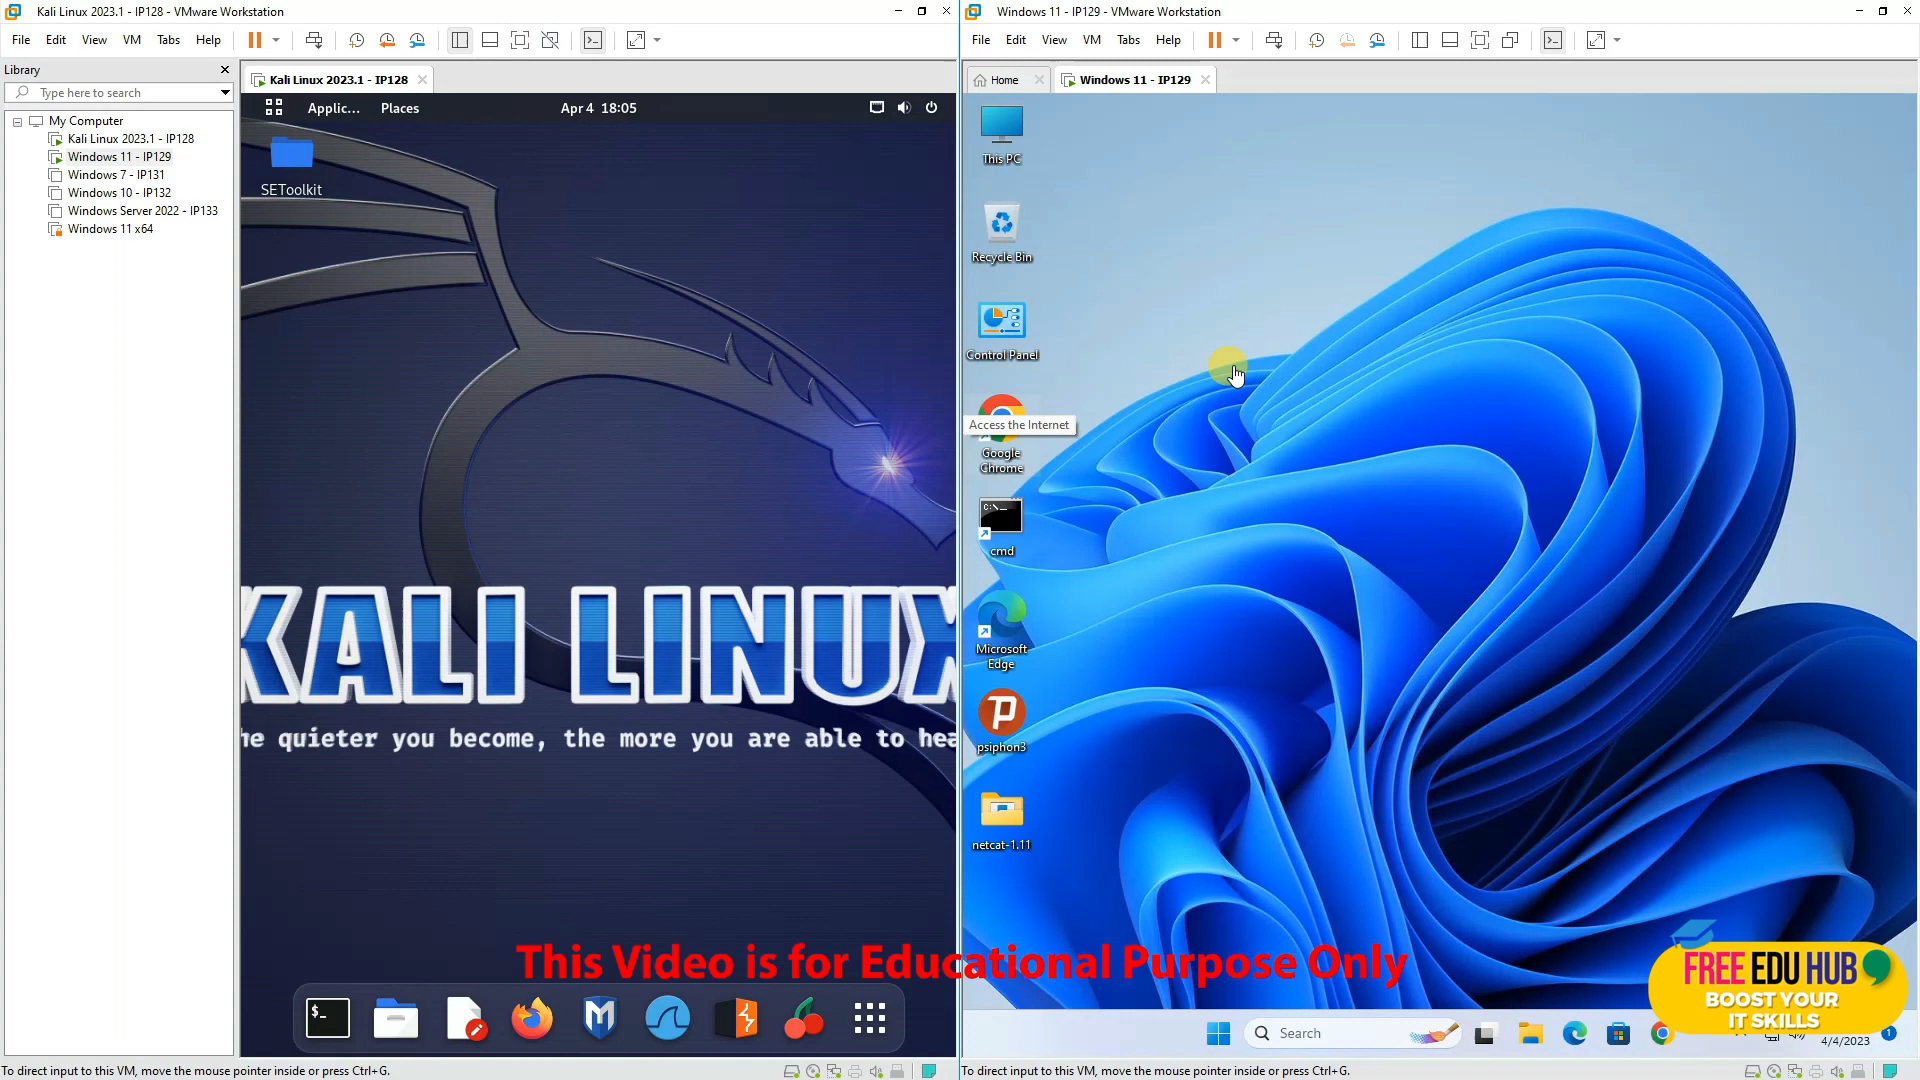 Kali Linux 2023.1 - IP128 - VMware Workstation
File Edit View VM Tabs Help
Library
Type here to search
My Computer
Kali Linux 2023.1 - IP128
Windows 11 - IP129
Windows 7 - IP131
Windows 10 - IP132
Windows Server 2022 - IP133
Windows 11 x64
Kali Linux 2023.1 - IP128
Applic... Places Apr 4 18:05
SEToolkit
KALI LINUX
he quieter you become, the more you are able to hea
$_
To direct input to this VM, move the mouse pointer inside or press Ctrl+G.
Windows 11 - IP129 - VMware Workstation
File Edit View VM Tabs Help
Home Windows 11 - IP129
This PC
Recycle Bin
Control Panel
Access the Internet
Google
Chrome
C:\_
cmd
Microsoft
Edge
psiphon3
netcat-1.11
This Video is for Educational Purpose Only
FREE EDU HUB
BOOST YOUR
IT SKILLS
Search
4/4/2023
1
To direct input to this VM, move the mouse pointer inside or press Ctrl+G.